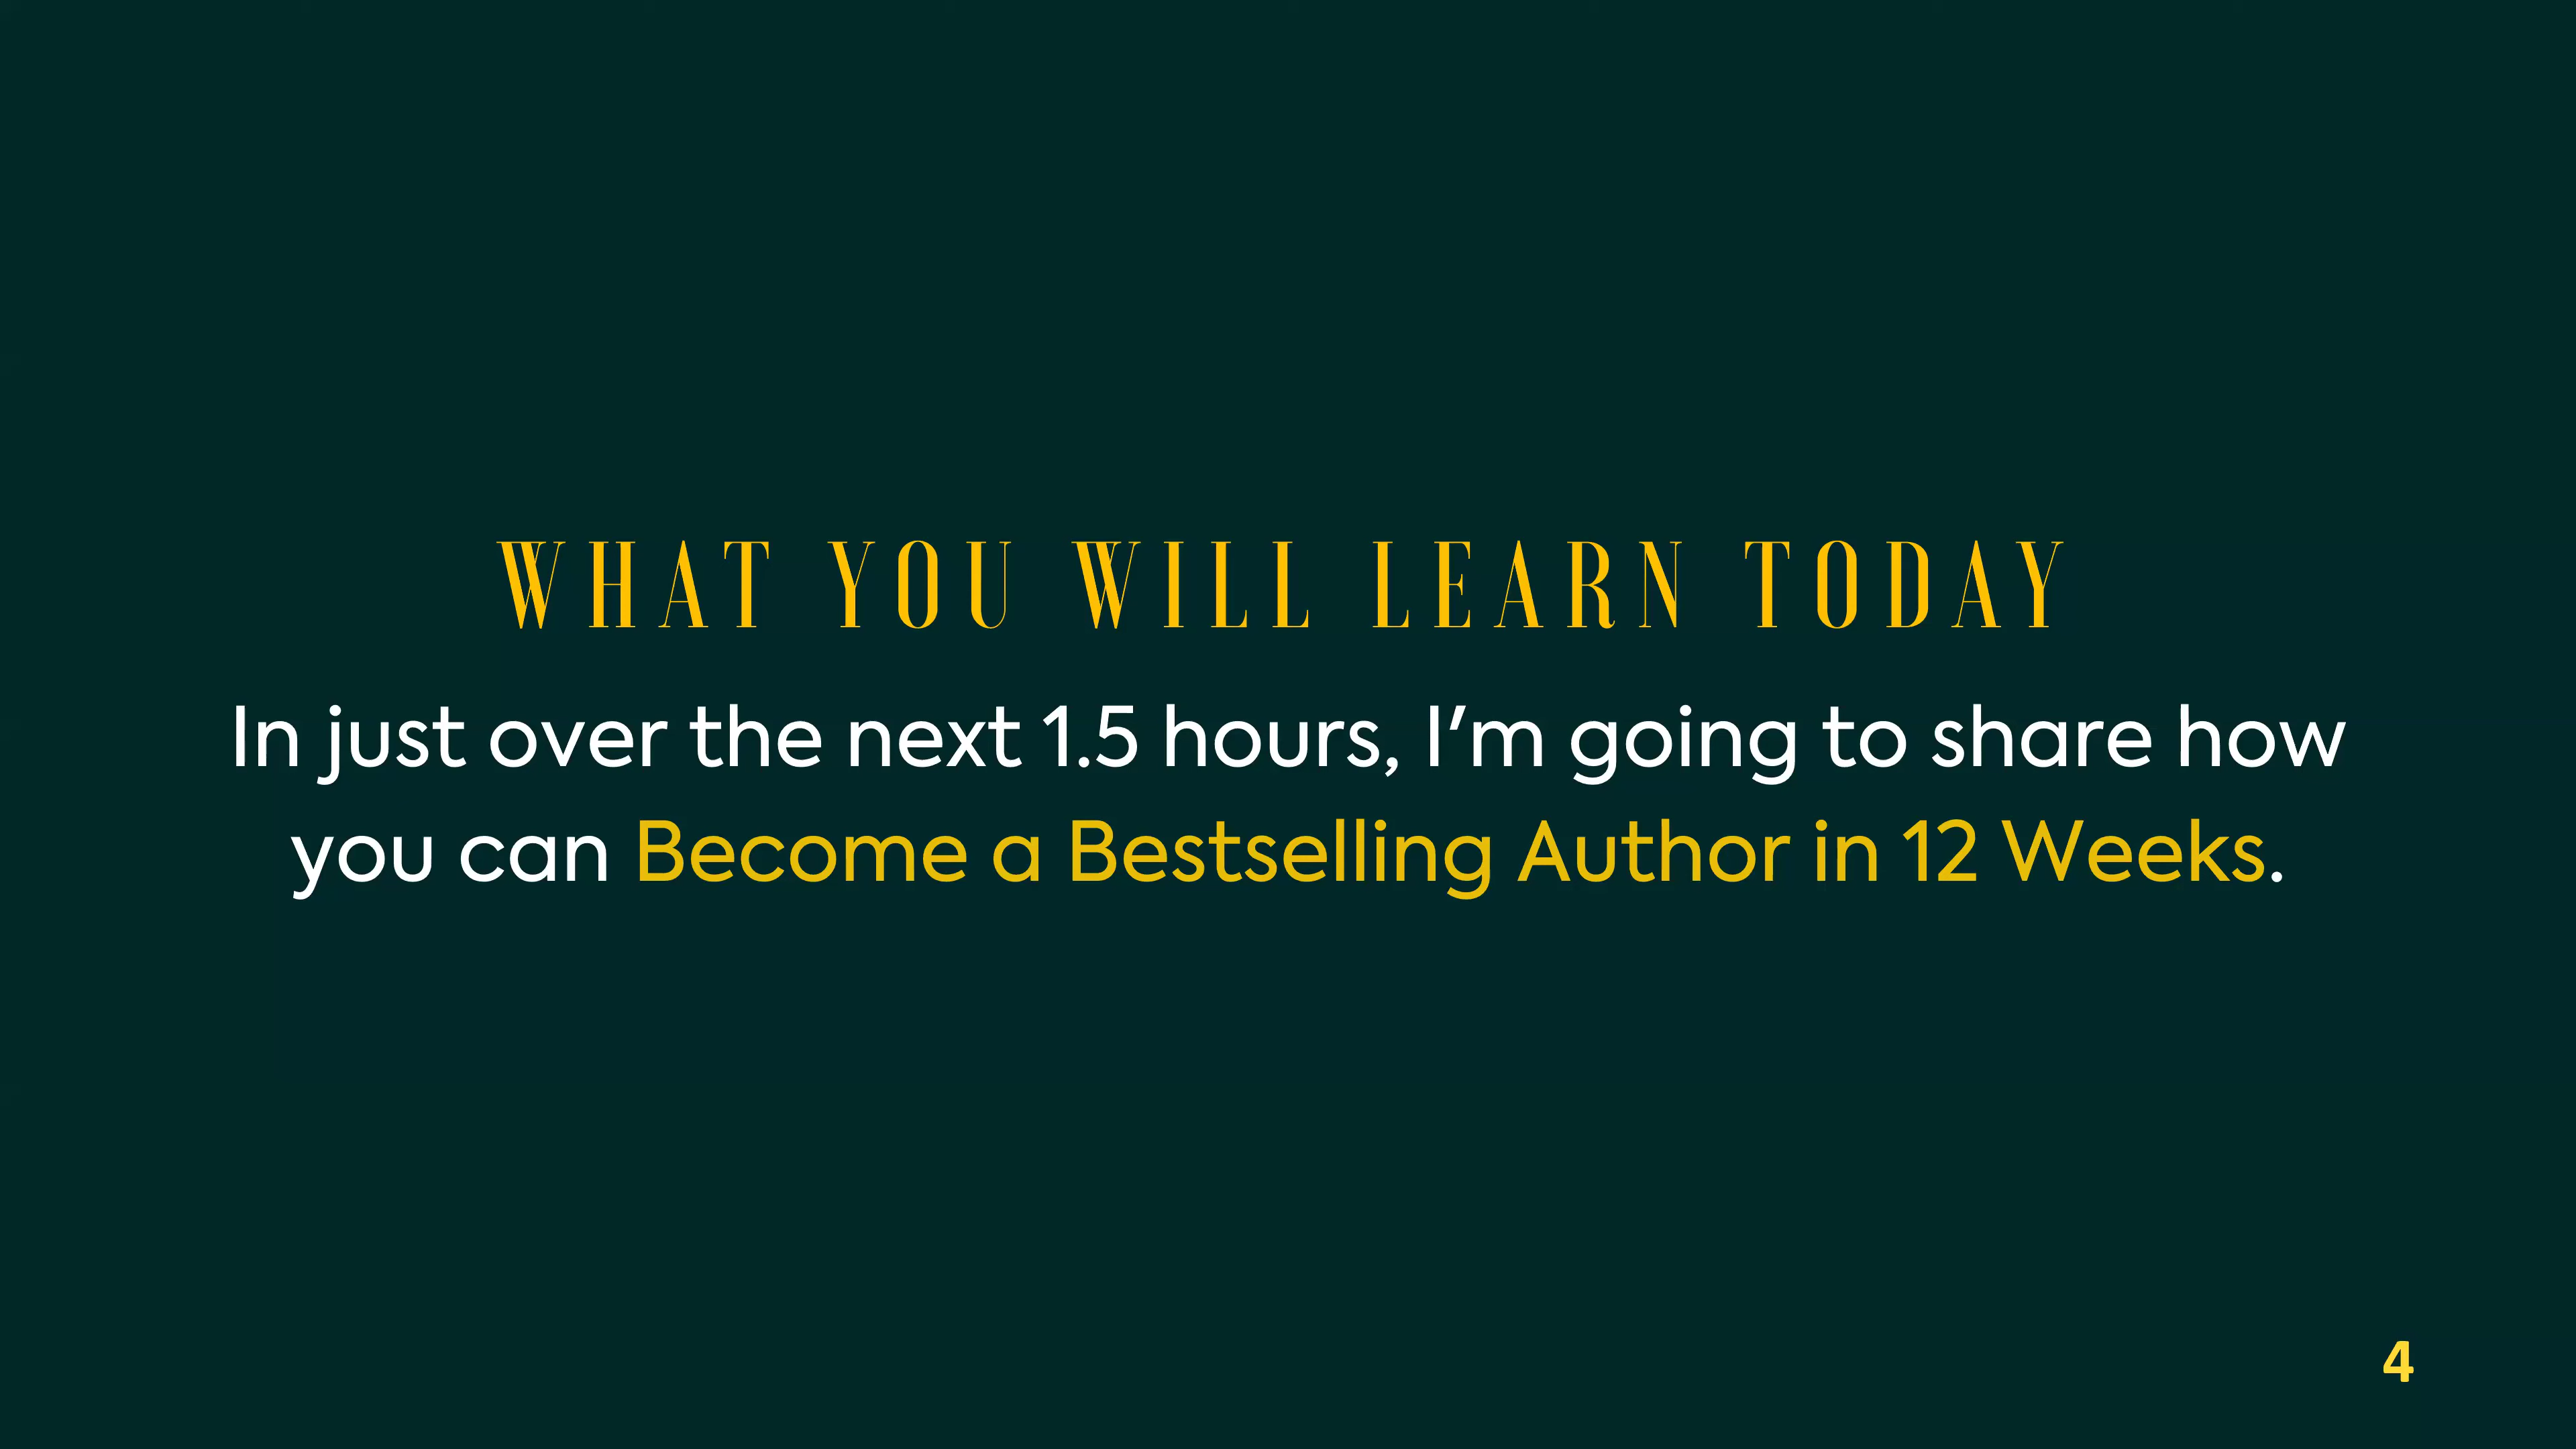 WHAT YOU WILL LEARN TODAY
In just over the next 1.5 hours, I'm going to share how
you can Become a Bestselling Author in 12 Weeks.
4